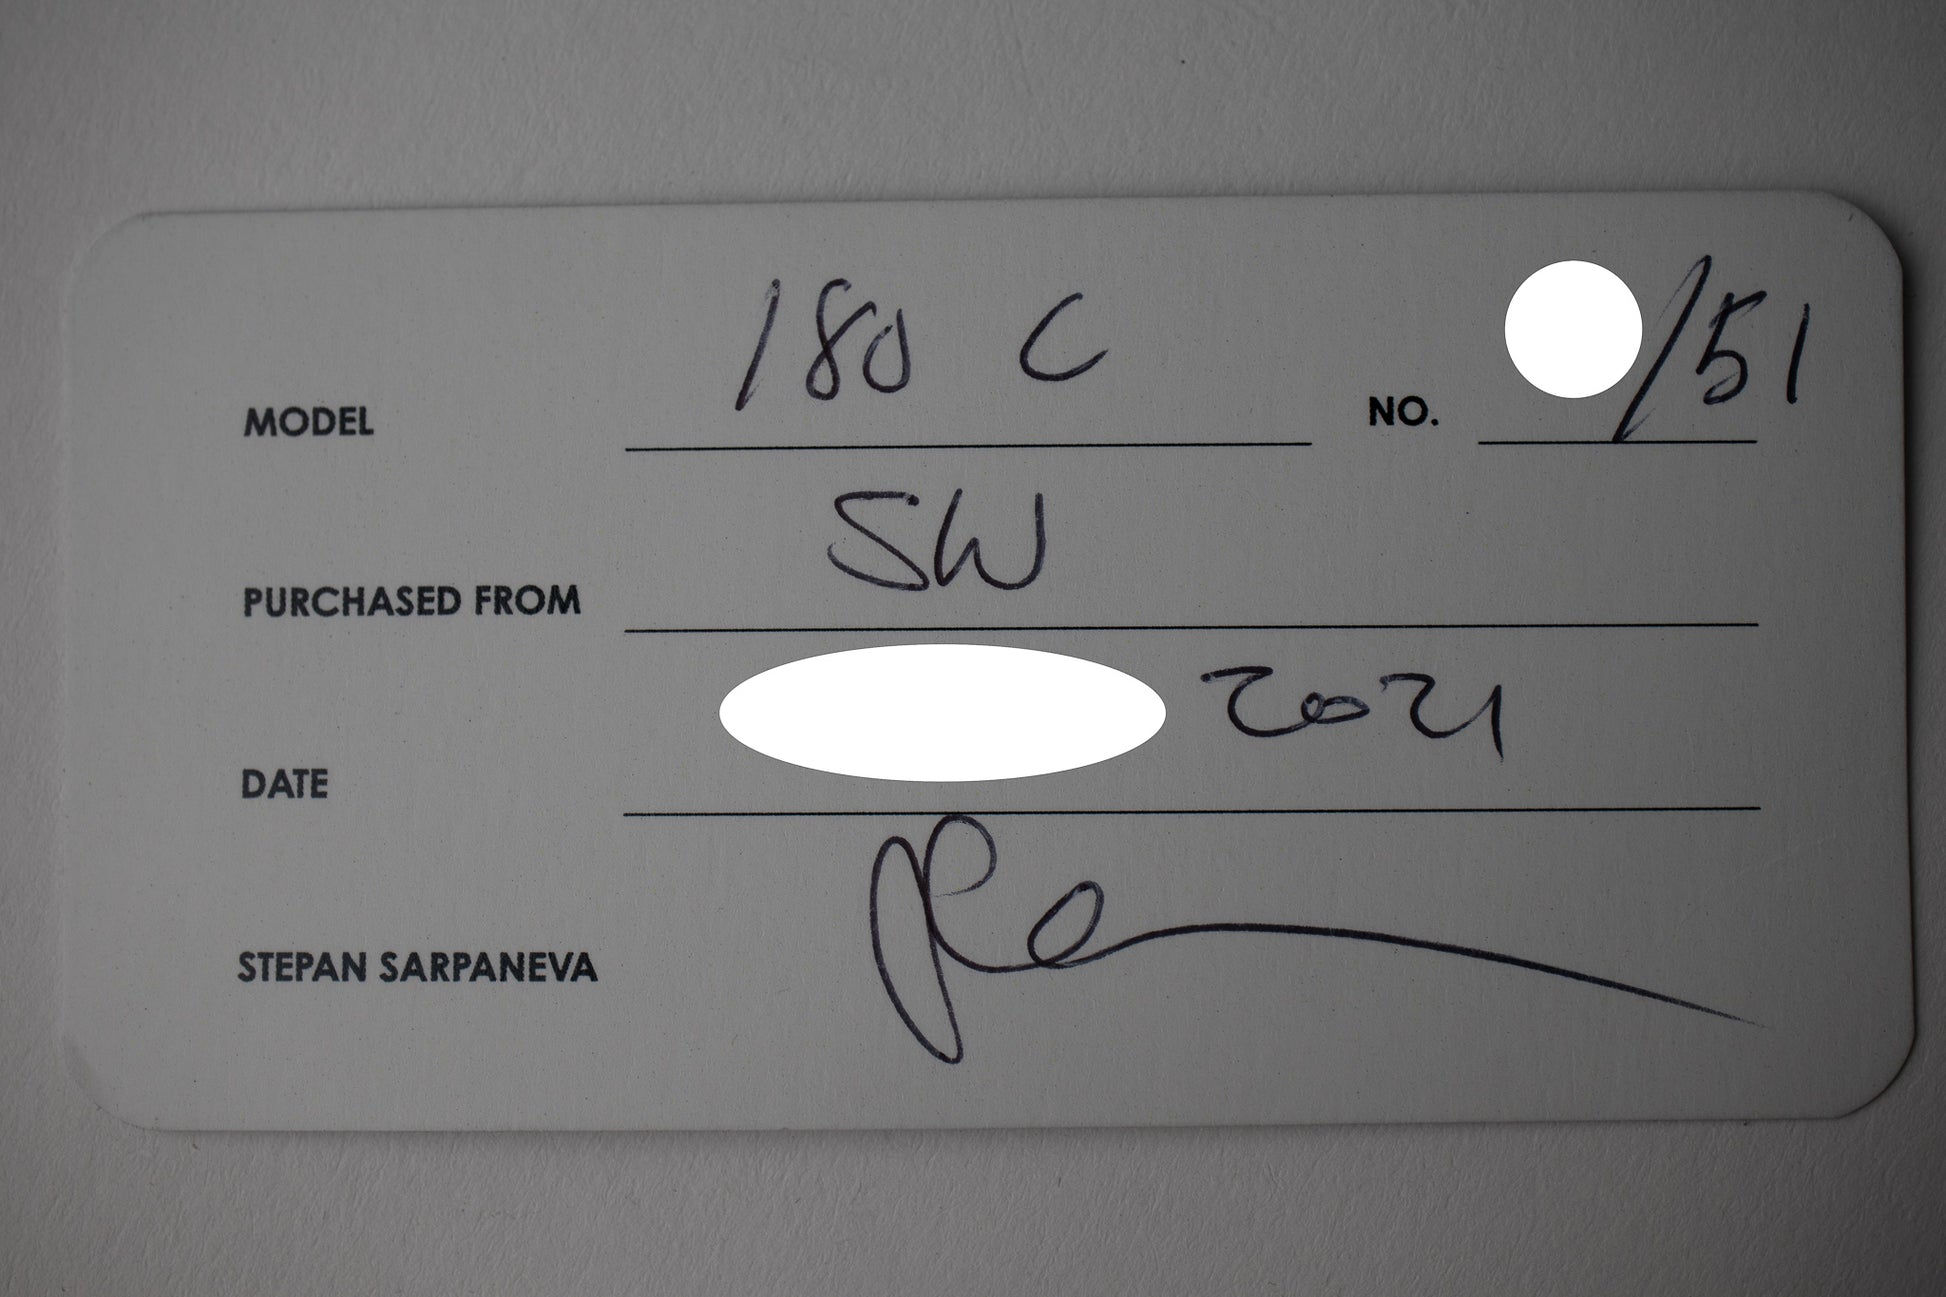 MODEL 180 C NO. /51
PURCHASED FROM SW
DATE 2021
STEPAN SARPANEVA